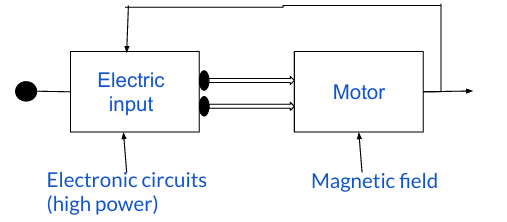 Electric
input
Motor
Electronic circuits
(high power)
Magnetic field